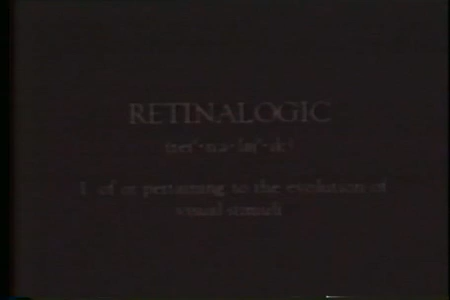 RETINALOGIC
1 of or pertaining to the evolution of
visual stimuli